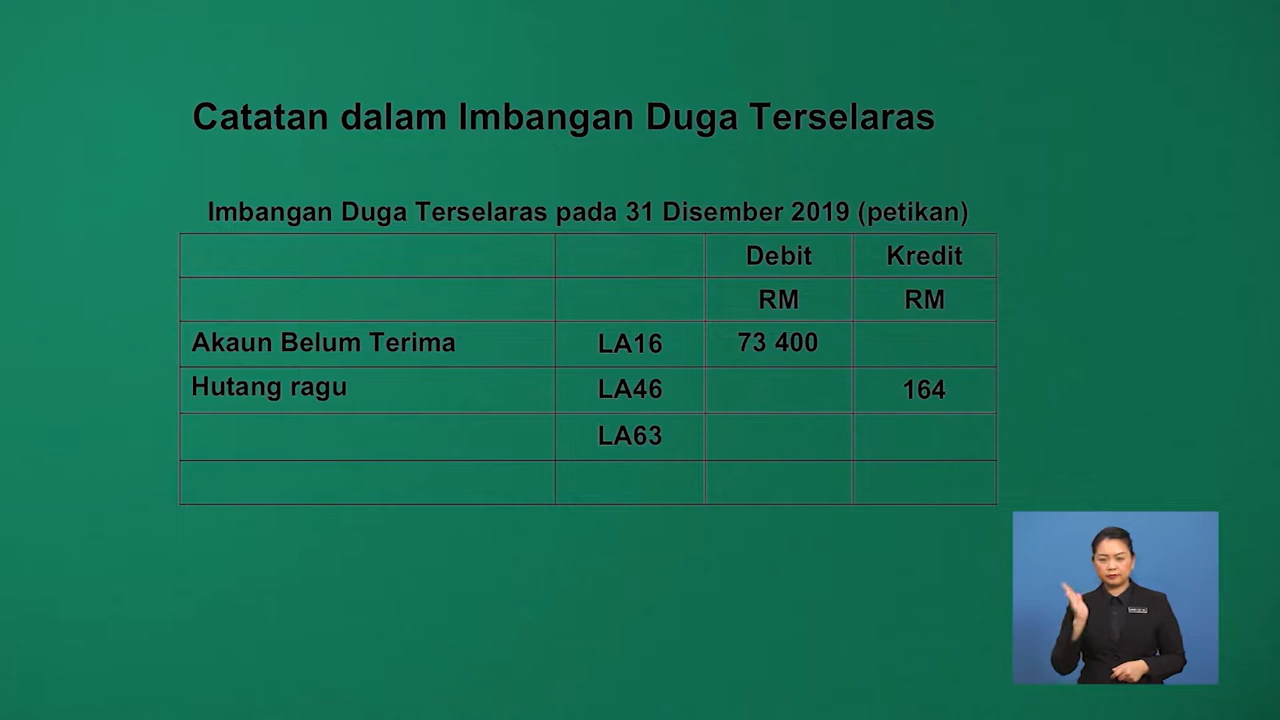 Catatan dalam Imbangan Duga Terselaras
Imbangan Duga Terselaras pada 31 Disember 2019 (petikan)
Debit Kredit
RM RM
Akaun Belum Terima LA16 73 400
Hutang ragu LA46 164
LA63